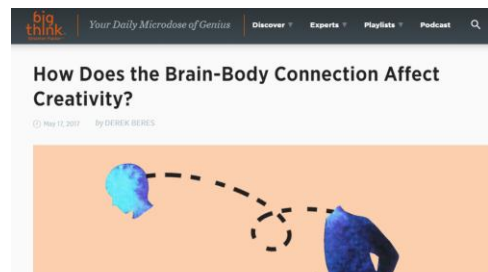 big
think.
Your Daily Microdose of Genius
Discover
Experts
Playlists
Podcast
How Does the Brain-Body Connection Affect
Creativity?
May 17, 2017
by DEREK BERES